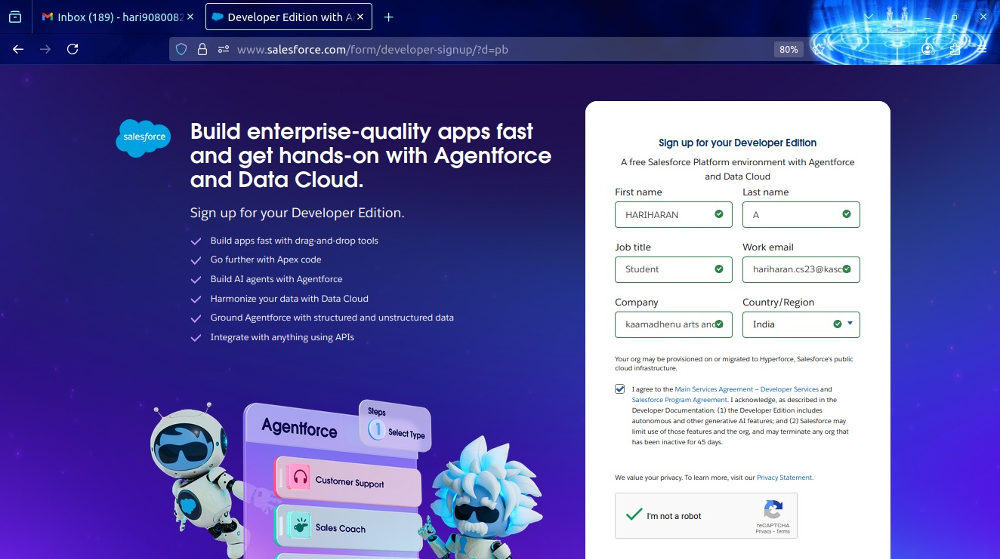 Inbox (189) - hari9080082
Developer Edition with A
www.salesforce.com/form/developer-signup/?d=pb
80%
salesforce
Build enterprise-quality apps fast
and get hands-on with Agentforce
and Data Cloud.
Sign up for your Developer Edition.
Build apps fast with drag-and-drop tools
Go further with Apex code
Build AI agents with Agentforce
Harmonize your data with Data Cloud
Ground Agentforce with structured and unstructured data
Integrate with anything using APIs
Agentforce
Steps
1 Select Type
Customer Support
Sales Coach
Sign up for your Developer Edition
A free Salesforce Platform environment with Agentforce
and Data Cloud
First name Last name
HARIHARAN A
Job title Work email
Student hariharan.cs23@kasc
Company Country/Region
kaamadhenu arts and India
Your org may be provisioned on or migrated to Hyperforce, Salesforce's public
cloud infrastructure.
I agree to the Main Services Agreement – Developer Services and
Salesforce Program Agreement. I acknowledge, as described in the
Developer Documentation: (1) the Developer Edition includes
autonomous and other generative AI features; and (2) Salesforce may
limit use of those features and the org, and may terminate any org that
has been inactive for 45 days.
We value your privacy. To learn more, visit our Privacy Statement.
I'm not a robot
reCAPTCHA
Privacy - Terms